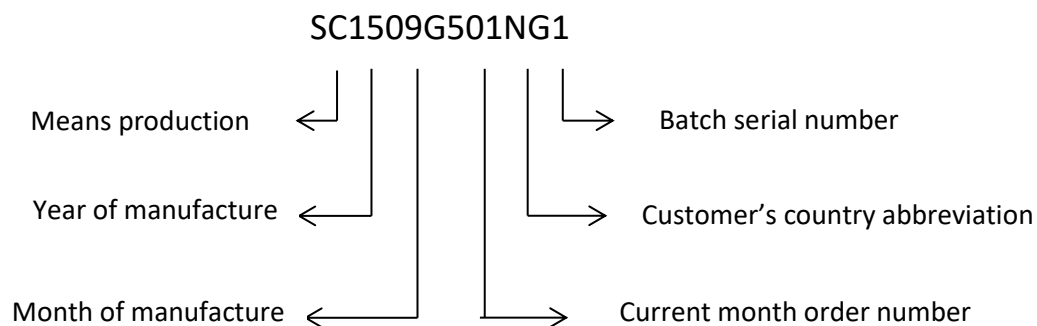 SC1509G501NG1
Means production
Batch serial number
Year of manufacture
Customer’s country abbreviation
Month of manufacture
Current month order number